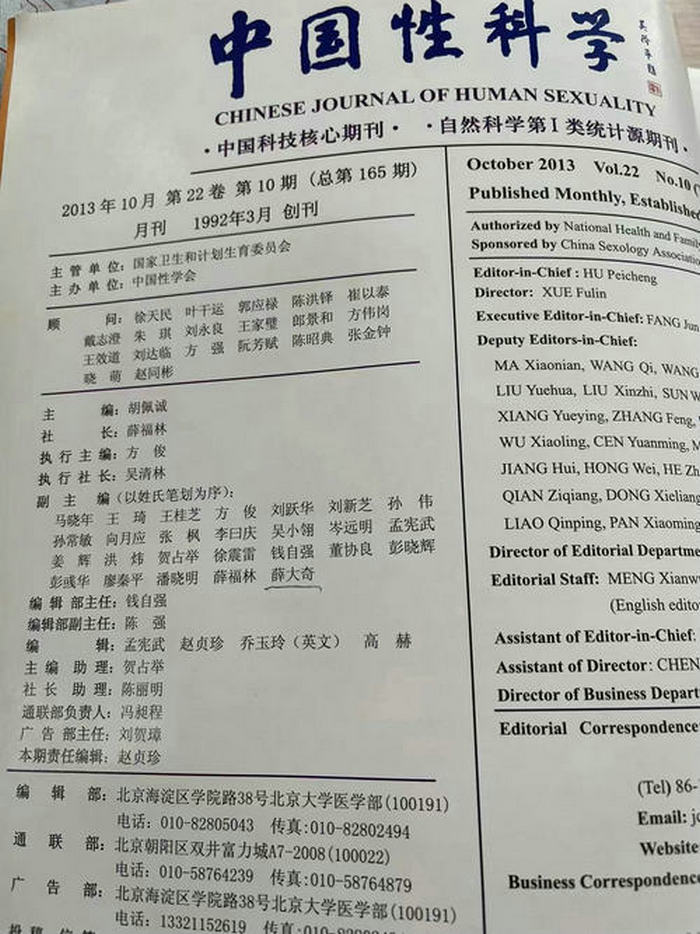 中国性科学
CHINESE JOURNAL OF HUMAN SEXUALITY
·中国科技核心期刊· ·自然科学第Ⅰ类统计源期刊·
2013年10月 第22卷 第10期（总第165期）
月刊 1992年3月 创刊
主管单位：国家卫生和计划生育委员会
主办单位：中国性学会
顾 问：徐天民 叶干运 郭应禄 陈洪铎 崔以泰
戴志澄 朱 琪 刘永良 王家璧 郎景和 方伟岗
王效道 刘达临 方 强 阮芳赋 陈昭典 张金钟
晓 萌 赵同彬
主 编：胡佩诚
社 长：薛福林
执行主编：方 俊
执行社长：吴清林
副 主 编（以姓氏笔划为序）：
马晓年 王 琦 王桂芝 方 俊 刘跃华 刘新芝 孙 伟
孙常敏 向月应 张 枫 李曰庆 吴小翎 岑远明 孟宪武
姜 辉 洪 炜 贺占举 徐震雷 钱自强 董协良 彭晓辉
彭彧华 廖秦平 潘晓明 薛福林 薛大奇
编辑部主任：钱自强
编辑部副主任：陈 强
编 辑：孟宪武 赵贞珍 乔玉玲（英文） 高 赫
主编助理：贺占举
社长助理：陈丽明
通联部负责人：冯昶程
广告部主任：刘贺璋
本期责任编辑：赵贞珍
编 辑 部：北京海淀区学院路38号北京大学医学部(100191)
电话：010-82805043 传真:010-82802494
通 联 部：北京朝阳区双井富力城A7-2008(100022)
电话：010-58764239 传真:010-58764879
广 告 部：北京海淀区学院路38号北京大学医学部(100191)
电话：13321152619
October 2013 Vol.22 No.10
Published Monthly, Established
Authorized by National Health and Family
Sponsored by China Sexology Association
Editor-in-Chief : HU Peicheng
Director: XUE Fulin
Executive Editor-in-Chief: FANG Jun
Deputy Editors-in-Chief:
MA Xiaonian, WANG Qi, WANG
LIU Yuehua, LIU Xinzhi, SUN W
XIANG Yueying, ZHANG Feng,
WU Xiaoling, CEN Yuanming, M
JIANG Hui, HONG Wei, HE Zh
QIAN Ziqiang, DONG Xieliang
LIAO Qinping, PAN Xiaoming
Director of Editorial Departme
Editorial Staff: MENG Xianw
(English edito
Assistant of Editor-in-Chief:
Assistant of Director: CHEN
Director of Business Depart
Editorial Correspondence
(Tel) 86-
Email: jo
Website
Business Correspondence